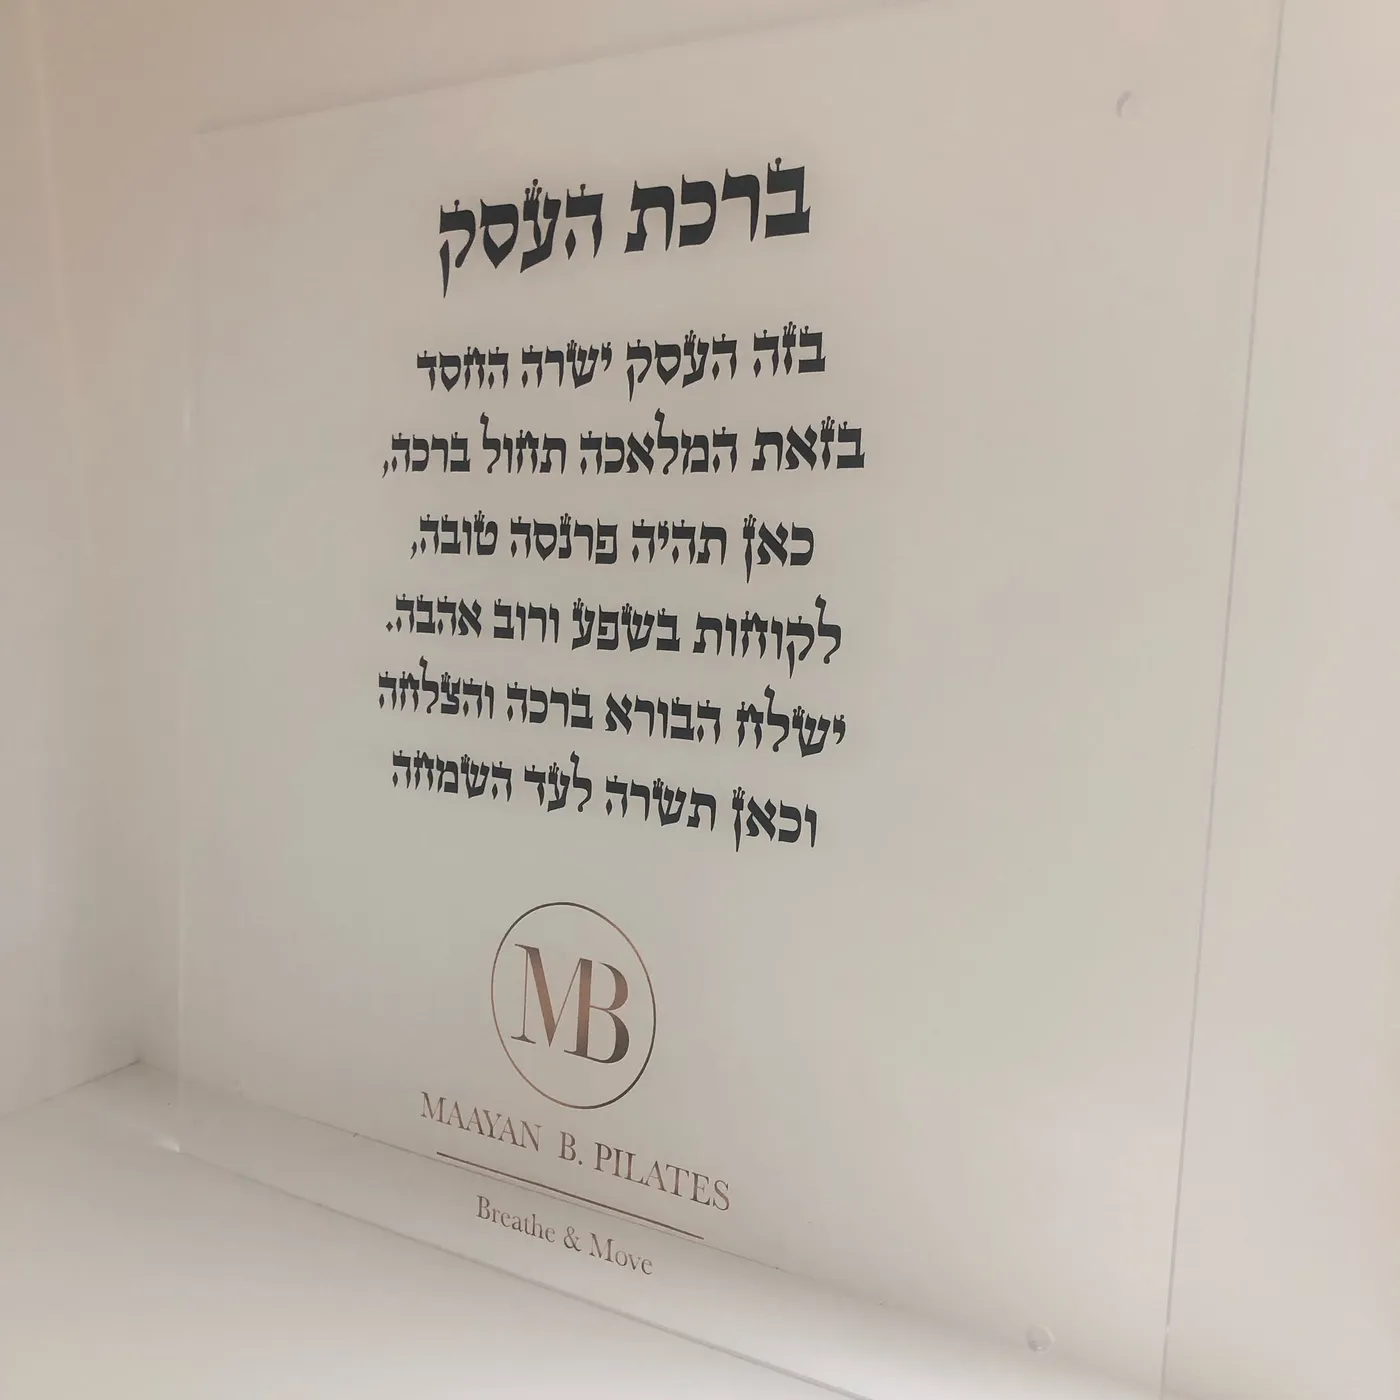 ברכת העסק
בזה העסק ישרה החסד
בזאת המלאכה תחול ברכה,
כאן תהיה פרנסה טובה,
לקוחות בשפע ורוב אהבה.
ישלח הבורא ברכה והצלחה
וכאן תשרה לעד השמחה
MB
MAAYAN B. PILATES
Breathe & Move